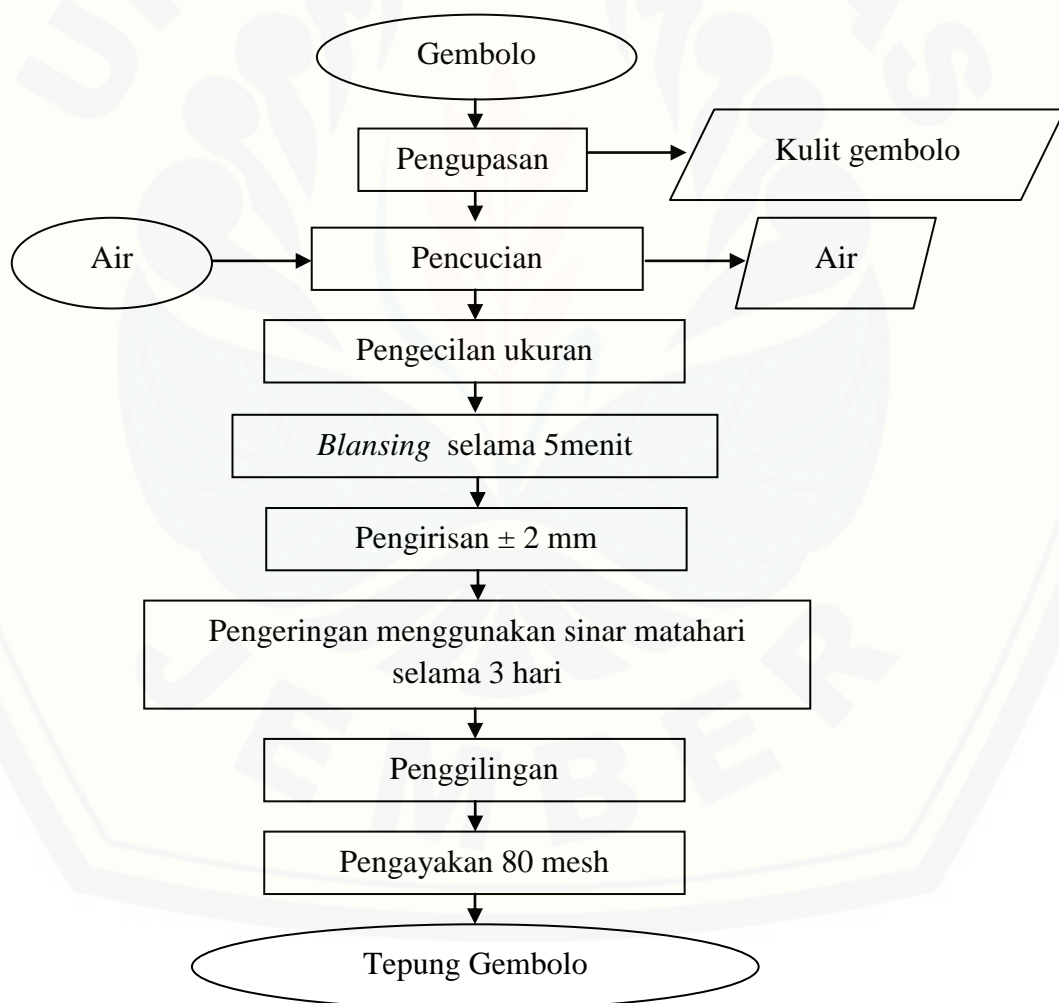 Gembolo
Pengupasan
Kulit gembolo
Air
Pencucian
Air
Pengecilan ukuran
Blansing selama 5menit
Pengirisan ± 2 mm
Pengeringan menggunakan sinar matahari
selama 3 hari
Penggilingan
Pengayakan 80 mesh
Tepung Gembolo
JEMBER